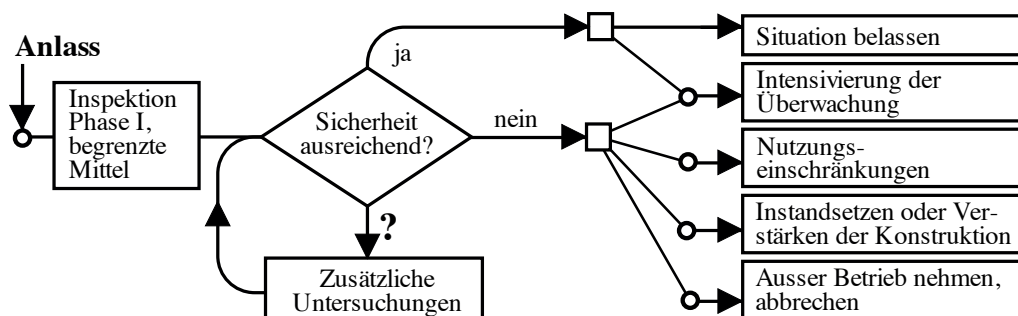 Anlass
Inspektion
Phase I,
begrenzte
Mittel
Sicherheit
ausreichend?
ja
nein
?
Zusätzliche
Untersuchungen
Situation belassen
Intensivierung der
Überwachung
Nutzungs-
einschränkungen
Instandsetzen oder Ver-
stärken der Konstruktion
Ausser Betrieb nehmen,
abbrechen